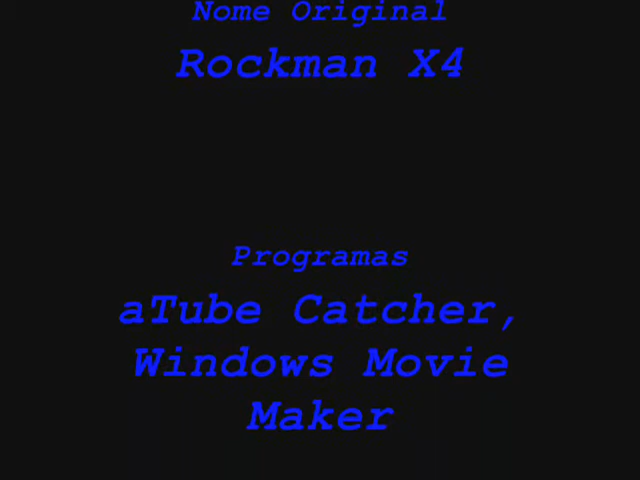 Nome Original
Rockman X4
Programas
aTube Catcher,
Windows Movie
Maker